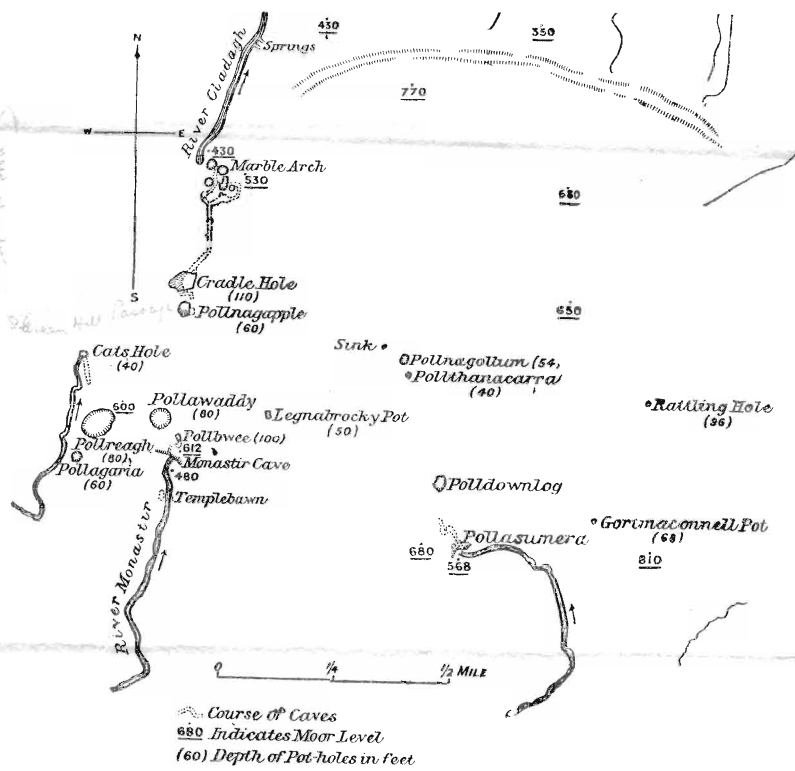 N
430
350
Springs
River Cladagh
770
W
E
430
Marble Arch
530
680
S
Cradle Hole
(110)
Pollnagapple
(60)
650
Cats Hole
(40)
Sink
Pollnagollum (54,
Pollthanacarra
(40)
Pollawaddy
(80)
600
Legnabrocky Pot
(50)
Rattling Hole
(96)
Pollbwee (100)
Pollreagh
(80)
612
Monastir Cave
Pollagaria
(60)
480
Templebawn
Polldownlog
River Monastir
Gortmaconnell Pot
(68)
Pollasumera
680
568
810
0
1/4
1/2 MILE
Course of Caves
680 Indicates Moor Level
(60) Depth of Pot-holes in feet